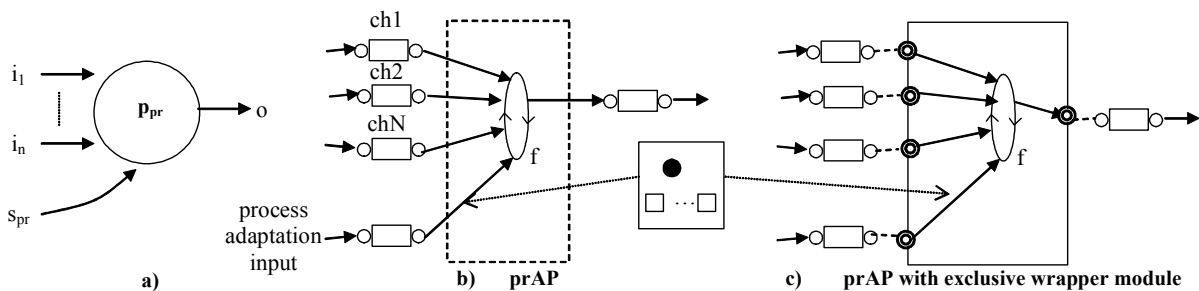 i1
in
spr
ppr
o
a)
ch1
ch2
chN
process
adaptation
input
f
b) prAP
...
f
c) prAP with exclusive wrapper module